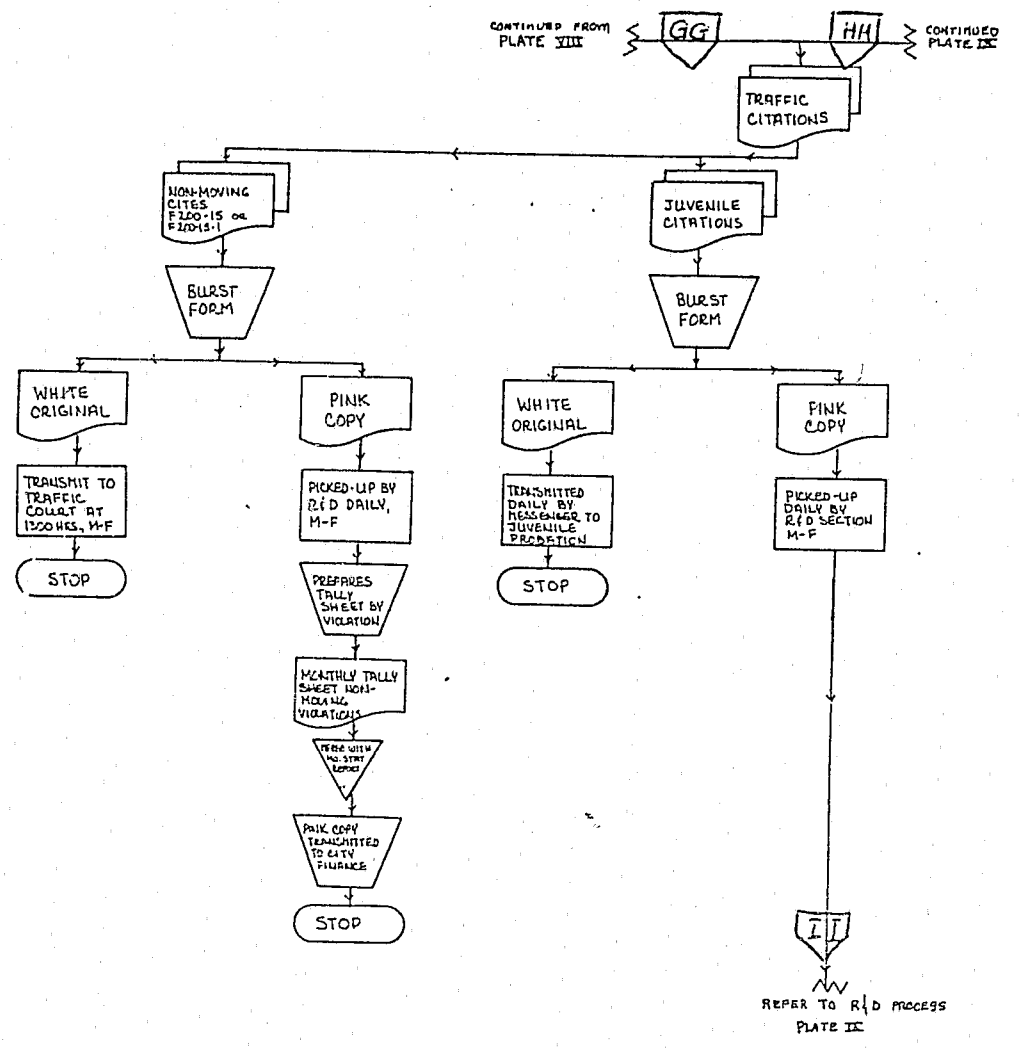 CONTINUED FROM
PLATE VIII
GG
HH
CONTINUED
PLATE IX
TRAFFIC
CITATIONS
NON-MOVING
CITES
F200-15 OR
F200-15-1
JUVENILE
CITATIONS
BURST
FORM
BURST
FORM
WHITE
ORIGINAL
PINK
COPY
WHITE
ORIGINAL
PINK
COPY
TRANSMIT TO
TRAFFIC
COURT AT
1300 HRS, M-F
PICKED-UP BY
R&D DAILY,
M-F
TRANSMITTED
DAILY BY
MESSENGER TO
JUVENILE
PROBATION
PICKED-UP
DAILY BY
R&D SECTION
M-F
STOP
STOP
PREPARES
TALLY
SHEET BY
VIOLATION
MONTHLY TALLY
SHEET NON-
MOVING
VIOLATIONS
WITH
MO. STAT
REPORT
PINK COPY
TRANSMITTED
TO CITY
FINANCE
STOP
II
REFER TO R&D PROCESS
PLATE IX